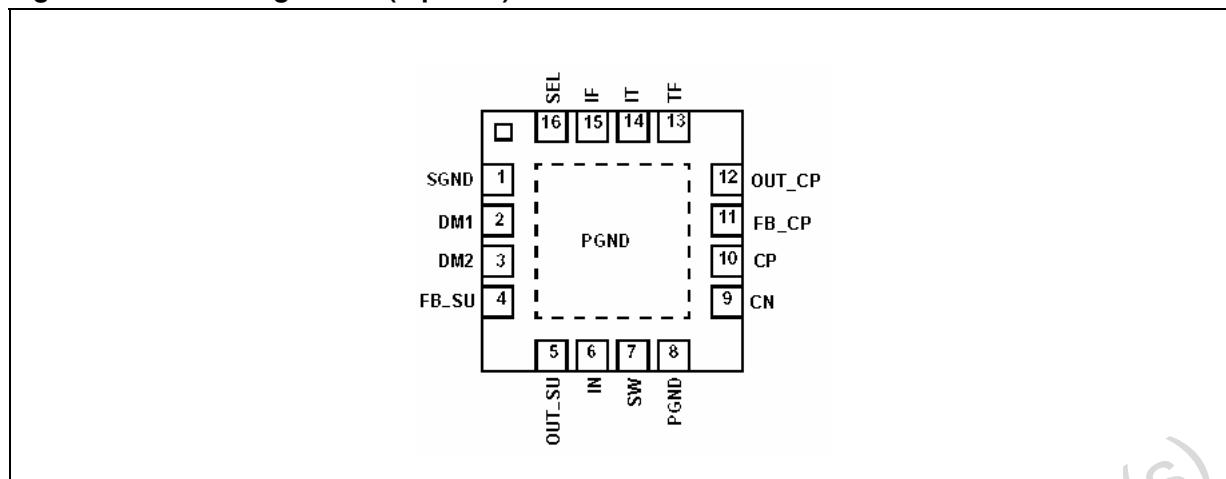 SEL IF IT TF
16 15 14 13
SGND 1 12 OUT_CP
DM1 2 11 FB_CP
PGND
DM2 3 10 CP
FB_SU 4 9 CN
5 6 7 8
OUT_SU IN SW PGND